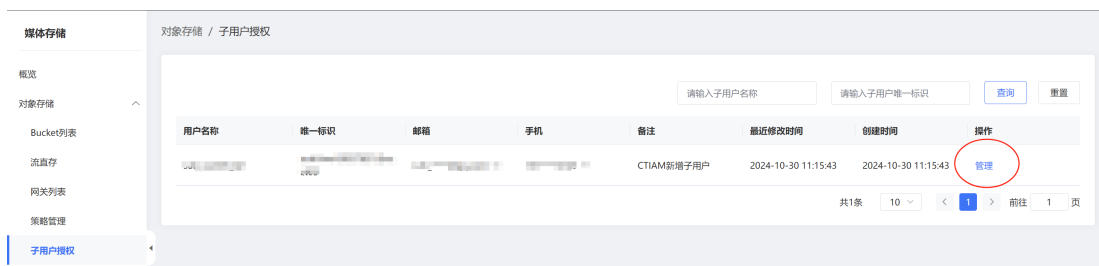 媒体存储
对象存储 / 子用户授权
概览
对象存储
Bucket列表
流直存
网关列表
策略管理
子用户授权
请输入子用户名称 请输入子用户唯一标识 查询 重置
用户名称 唯一标识 邮箱 手机 备注 最近修改时间 创建时间 操作
CTIAM新增子用户 2024-10-30 11:15:43 2024-10-30 11:15:43 管理
共1条 10 1 前往 1 页